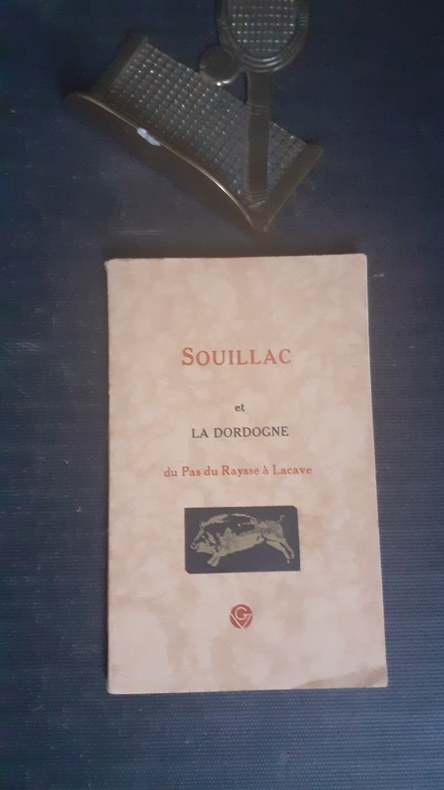 SOUILLAC
et
LA DORDOGNE
du Pas du Raysse à Lacave